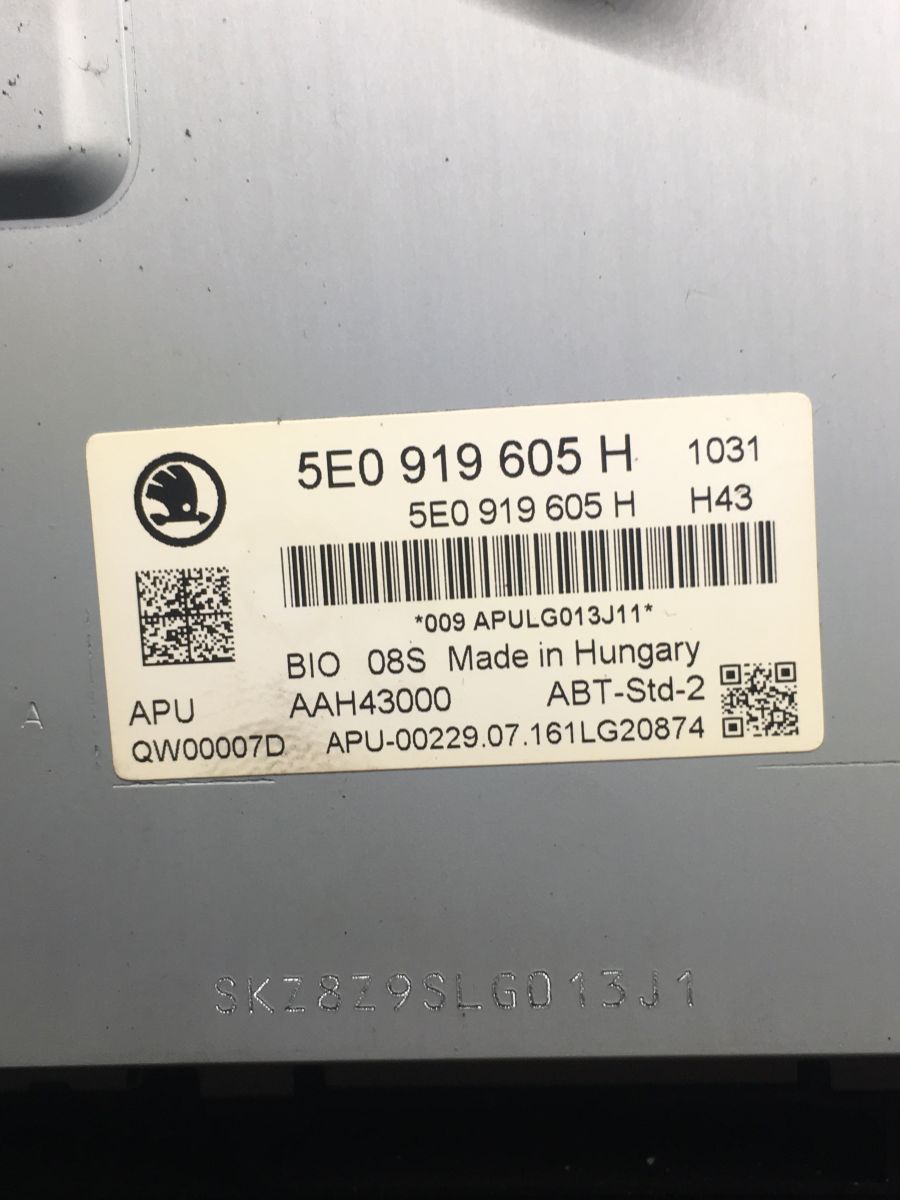 5E0 919 605 H 1031
5E0 919 605 H H43
*009 APULG013J11*
BIO 08S Made in Hungary
APU AAH43000 ABT-Std-2
QW00007D APU-00229.07.161LG20874
A
SKZ8Z9SLG013J1